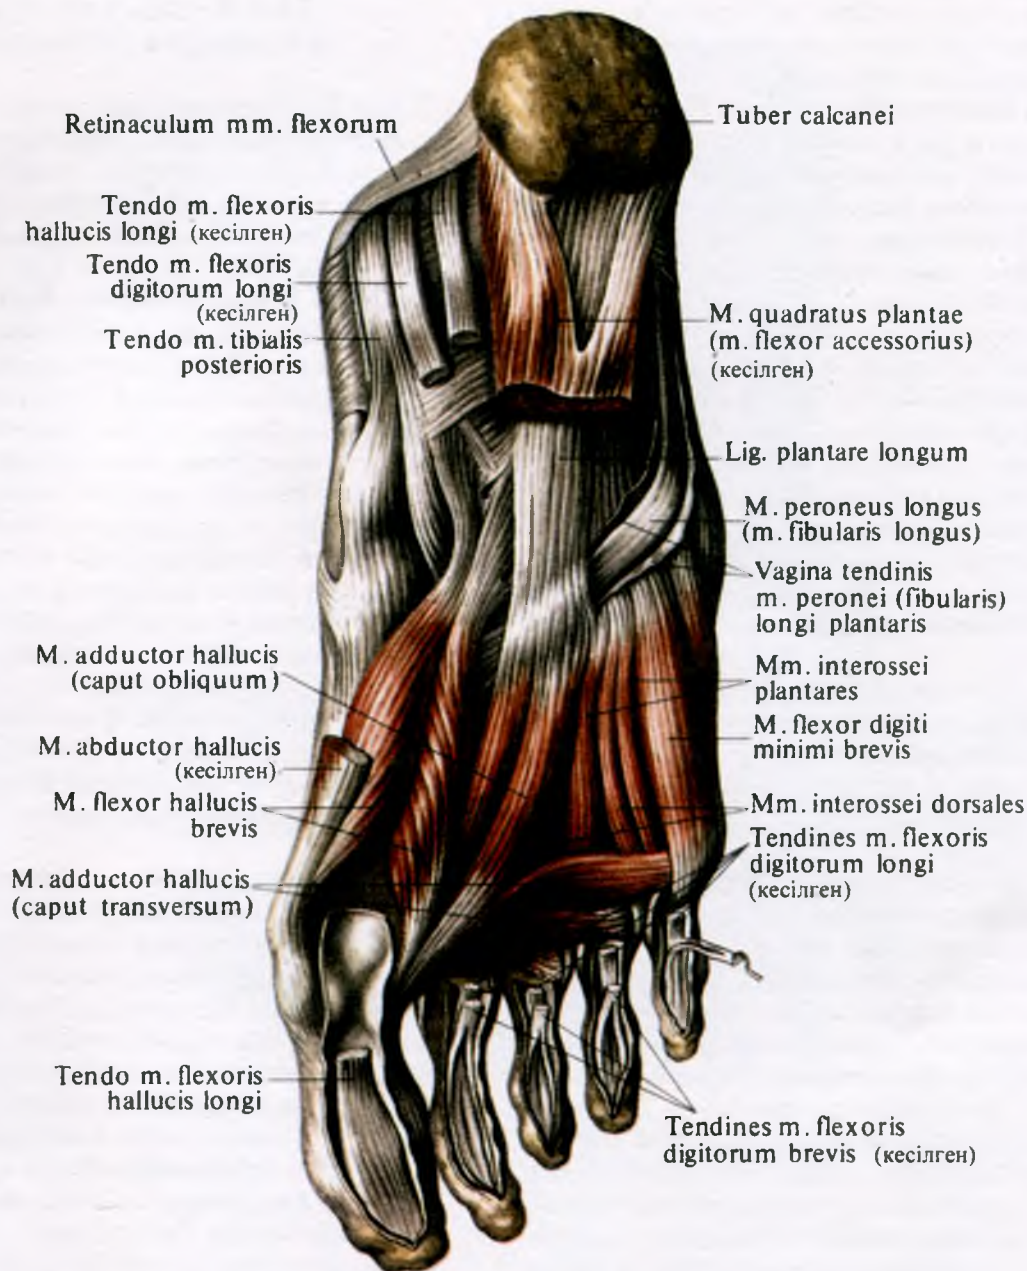 Retinaculum mm. flexorum
Tendo m. flexoris
hallucis longi (кесілген)
Tendo m. flexoris
digitorum longi
(кесілген)
Tendo m. tibialis
posterioris
M. adductor hallucis
(caput obliquum)
M. abductor hallucis
(кесілген)
M. flexor hallucis
brevis
M. adductor hallucis
(caput transversum)
Tendo m. flexoris
hallucis longi
Tuber calcanei
M. quadratus plantae
(m. flexor accessorius)
(кесілген)
Lig. plantare longum
M. peroneus longus
(m. fibularis longus)
Vagina tendinis
m. peronei (fibularis)
longi plantaris
Mm. interossei
plantares
M. flexor digiti
minimi brevis
Mm. interossei dorsales
Tendines m. flexoris
digitorum longi
(кесілген)
Tendines m. flexoris
digitorum brevis (кесілген)